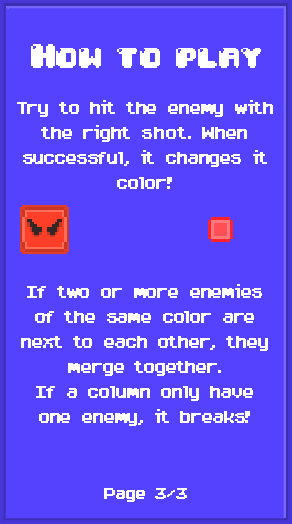 How to play
Try to hit the enemy with
the right shot. When
successful, it changes it
color!
If two or more enemies
of the same color are
next to each other, they
merge together.
If a column only have
one enemy, it breaks!
Page 3/3